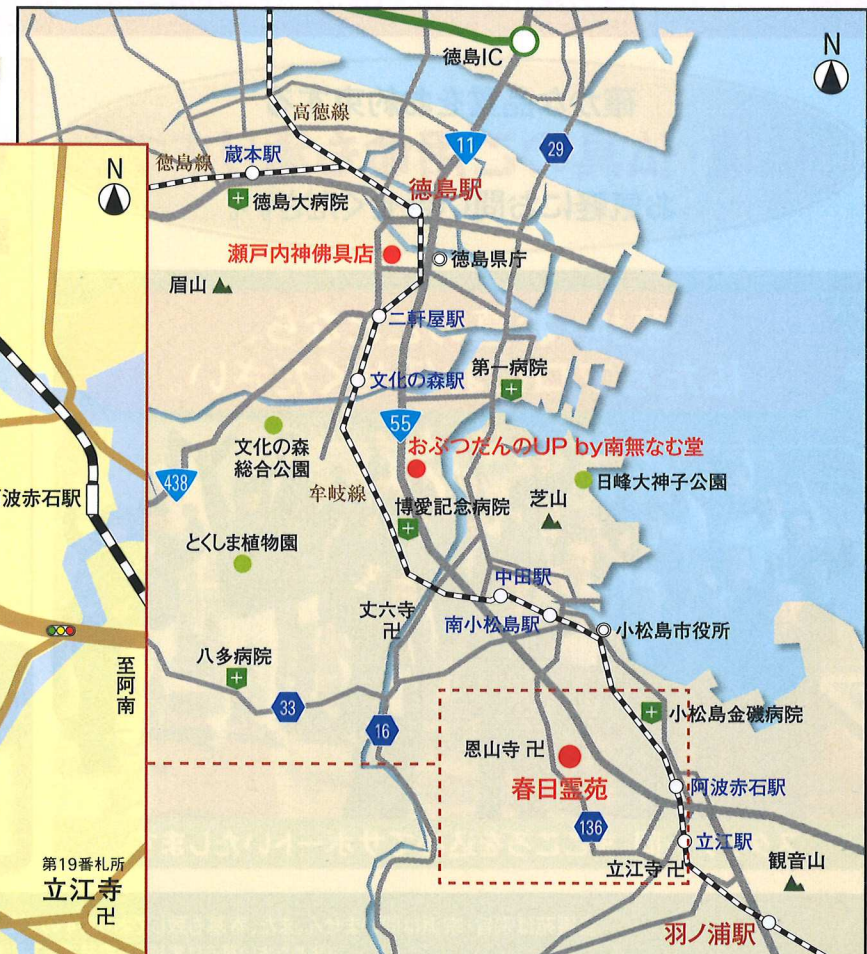 徳島IC
N
高徳線
11
29
徳島線
蔵本駅
N
徳島大病院
徳島駅
瀬戸内神佛具店
徳島県庁
眉山
二軒屋駅
第一病院
文化の森駅
55
文化の森
総合公園
おぶつだんのUP by南無なむ堂
438
日峰大神子公園
牟岐線
波赤石駅
博愛記念病院
芝山
とくしま植物園
中田駅
丈六寺
卍
南小松島駅
小松島市役所
至阿南
八多病院
33
16
小松島金磯病院
恩山寺 卍
春日霊苑
阿波赤石駅
136
立江駅
立江寺 卍
観音山
第19番札所
立江寺
卍
羽ノ浦駅